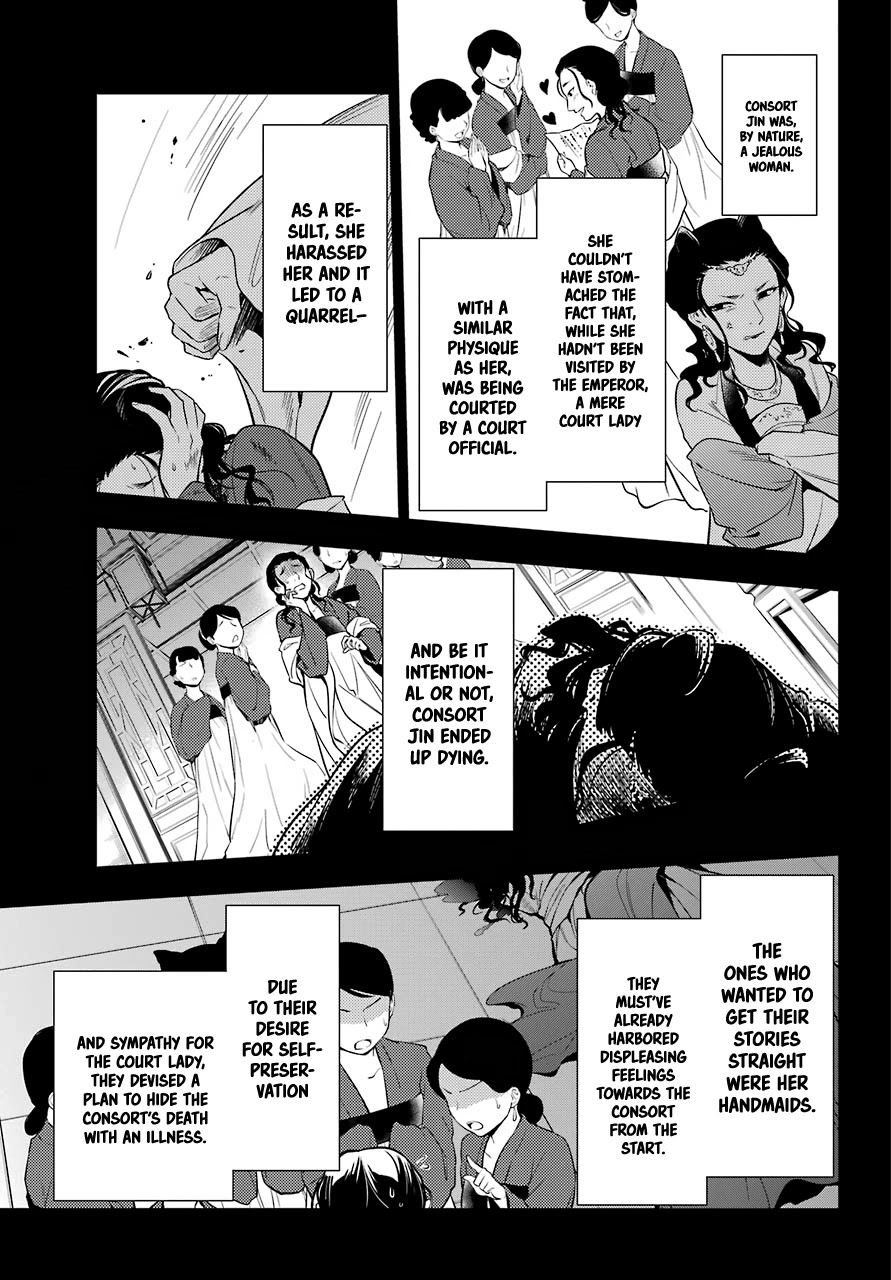 CONSORT
JIN WAS,
BY NATURE,
A JEALOUS
WOMAN.
SHE
COULDN'T
HAVE STOM-
ACHED THE
FACT THAT,
WHILE SHE
HADN'T BEEN
VISITED BY
THE EMPEROR,
A MERE
COURT LADY
WITH A
SIMILAR
PHYSIQUE
AS HER,
WAS BEING
COURTED
BY A COURT
OFFICIAL.
AS A RE-
SULT, SHE
HARASSED
HER AND IT
LED TO A
QUARREL–
AND BE IT
INTENTION-
AL OR NOT,
CONSORT
JIN ENDED
UP DYING.
THE
ONES WHO
WANTED TO
GET THEIR
STORIES
STRAIGHT
WERE HER
HANDMAIDS.
THEY
MUST'VE
ALREADY
HARBORED
DISPLEASING
FEELINGS
TOWARDS THE
CONSORT
FROM THE
START.
DUE
TO THEIR
DESIRE
FOR SELF-
PRESER-
VATION
AND SYMPATHY FOR
THE COURT LADY,
THEY DEVISED A
PLAN TO HIDE THE
CONSORT'S DEATH
WITH AN ILLNESS.